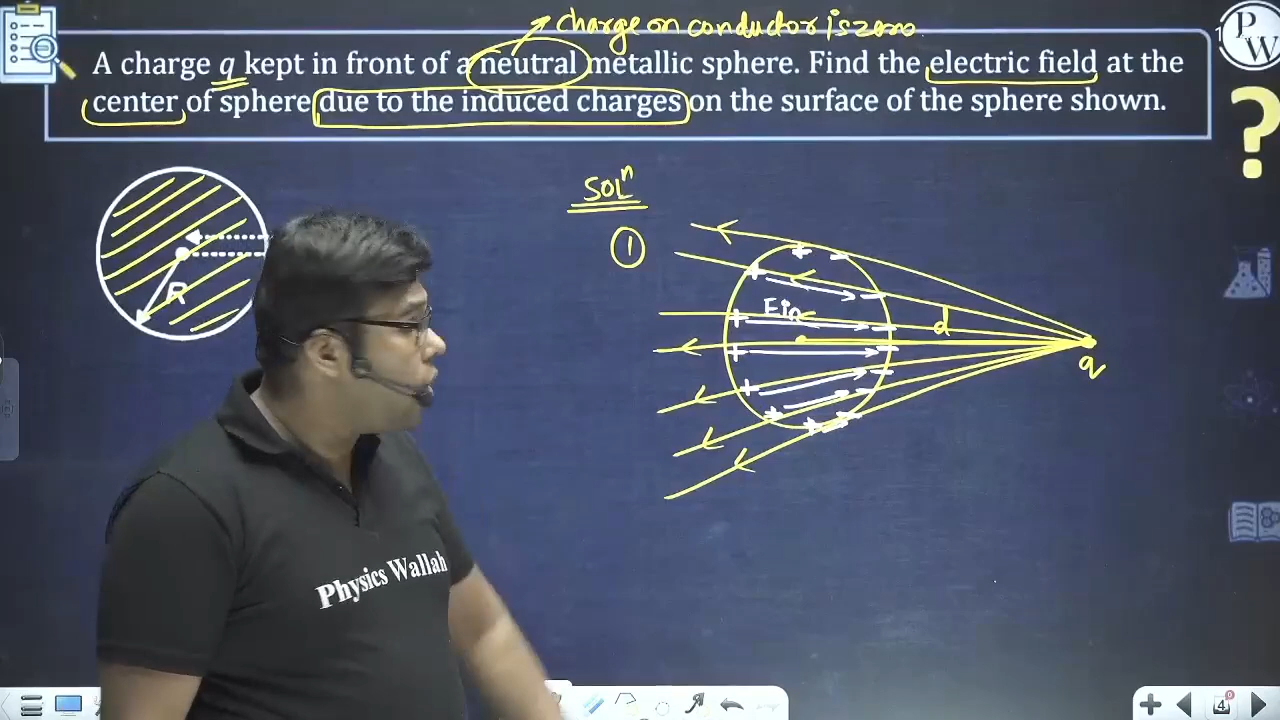 charge on conductor is zero.
A charge q kept in front of a neutral metallic sphere. Find the electric field at the
center of sphere due to the induced charges on the surface of the sphere shown.
PW
?
SOLⁿ
①
R
Ein
d
q
Physics Wallah
4